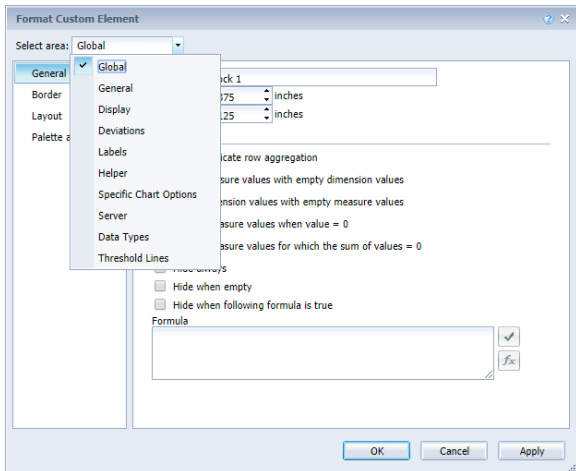 Format Custom Element
Select area: Global
General
Border
Layout
Palette a
Global
General
Display
Deviations
Labels
Helper
Specific Chart Options
Server
Data Types
Threshold Lines
ock 1
375 inches
125 inches
icate row aggregation
sure values with empty dimension values
ension values with empty measure values
asure values when value = 0
asure values for which the sum of values = 0
Hide always
Hide when empty
Hide when following formula is true
Formula
fx
OK Cancel Apply